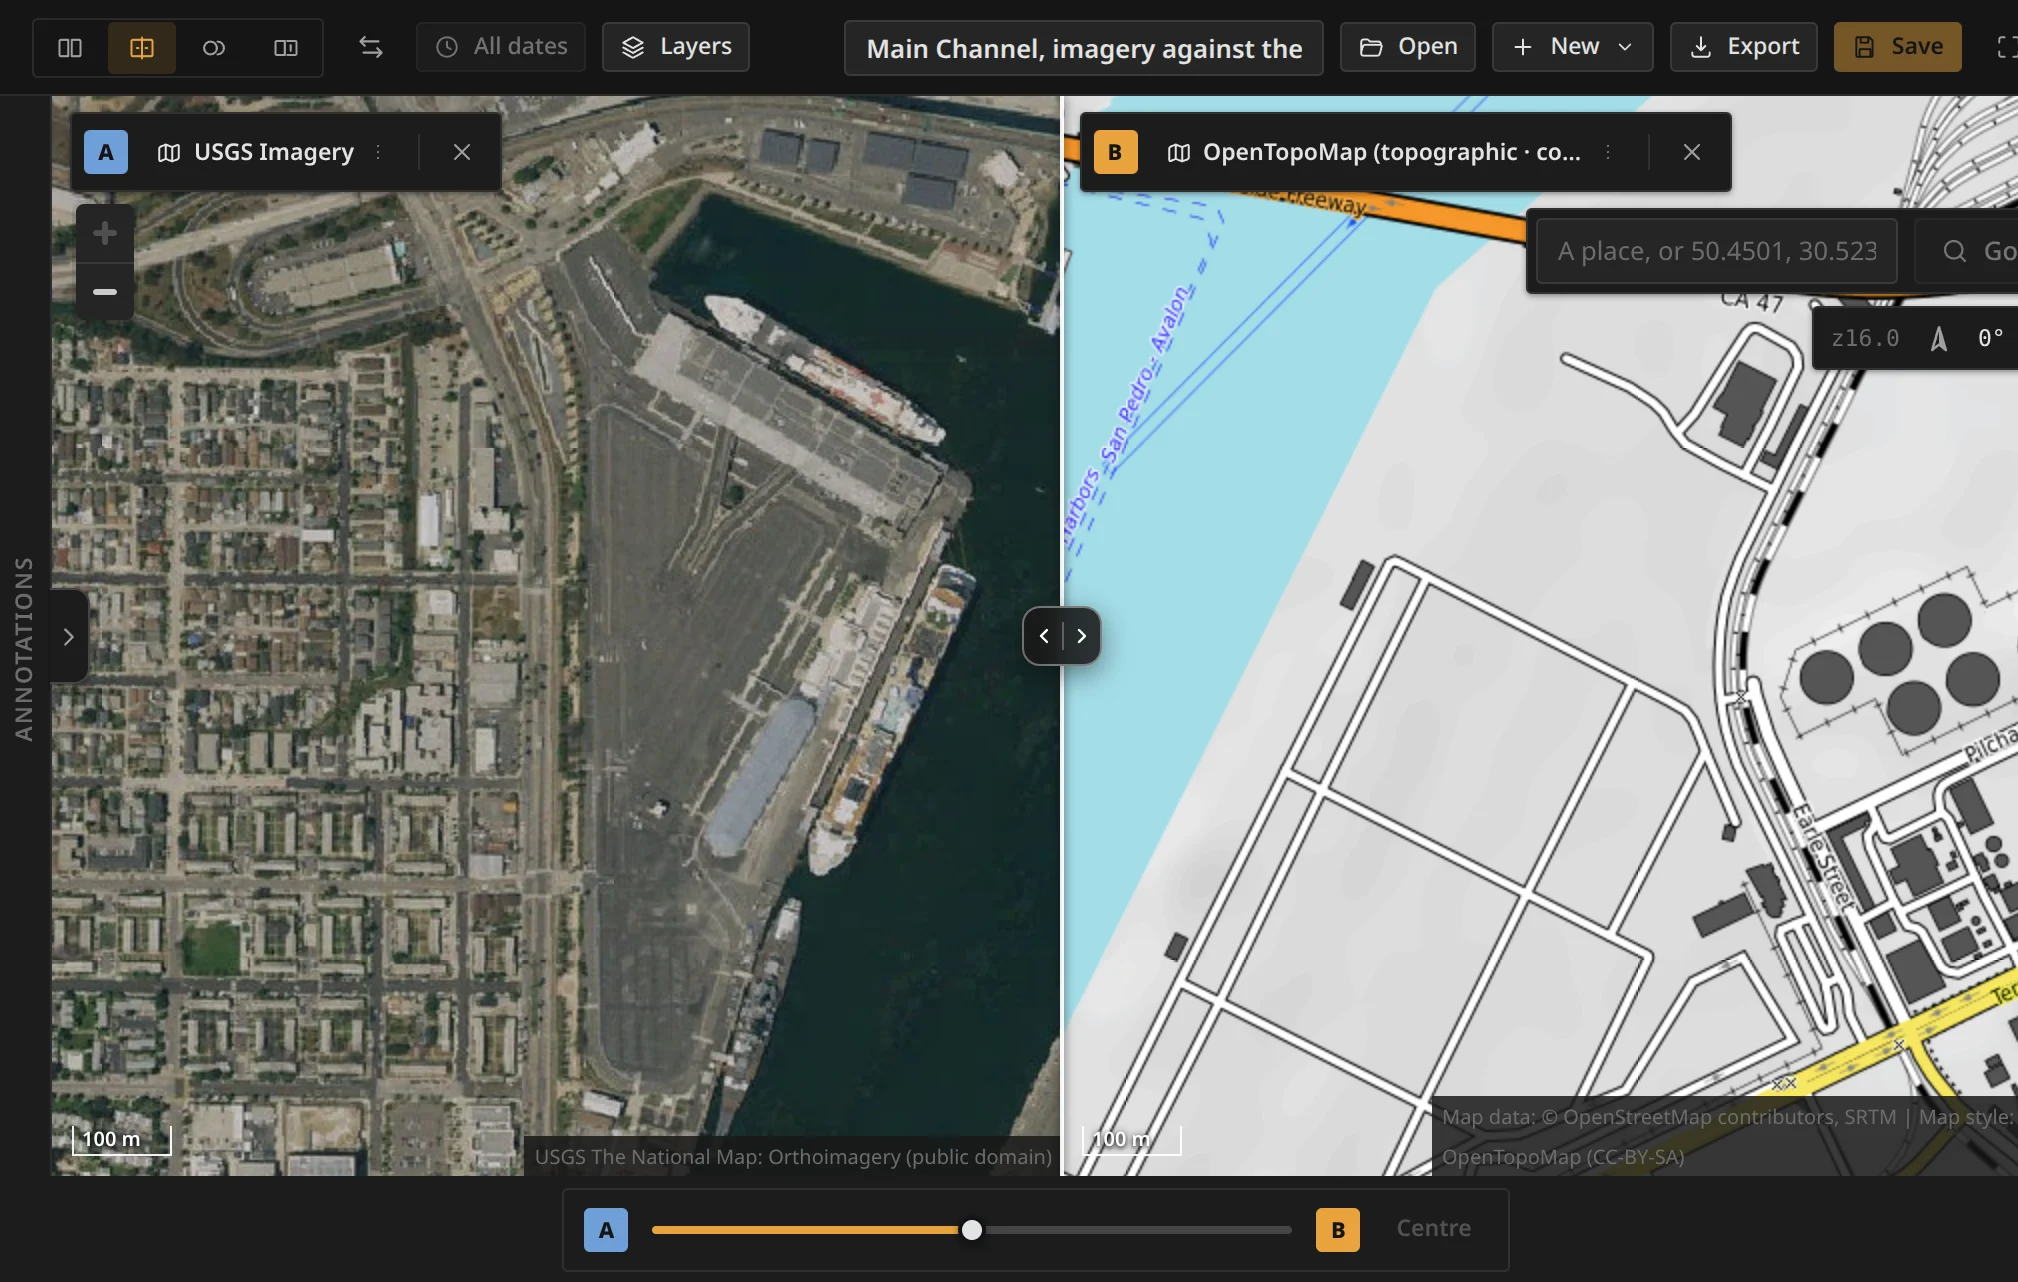 All dates
Layers
Main Channel, imagery against the
Open
New
Export
Save
A
USGS Imagery
B
OpenTopoMap (topographic · co...
side Freeway
A place, or 50.4501, 30.523
Go
CA 47
z16.0
0°
arbors - San Pedro - Avalon
ANNOTATIONS
Pilcha
Earle Street
Ter
100 m
USGS The National Map: Orthoimagery (public domain)
100 m
Map data: © OpenStreetMap contributors, SRTM | Map style:
OpenTopoMap (CC-BY-SA)
A
B
Centre